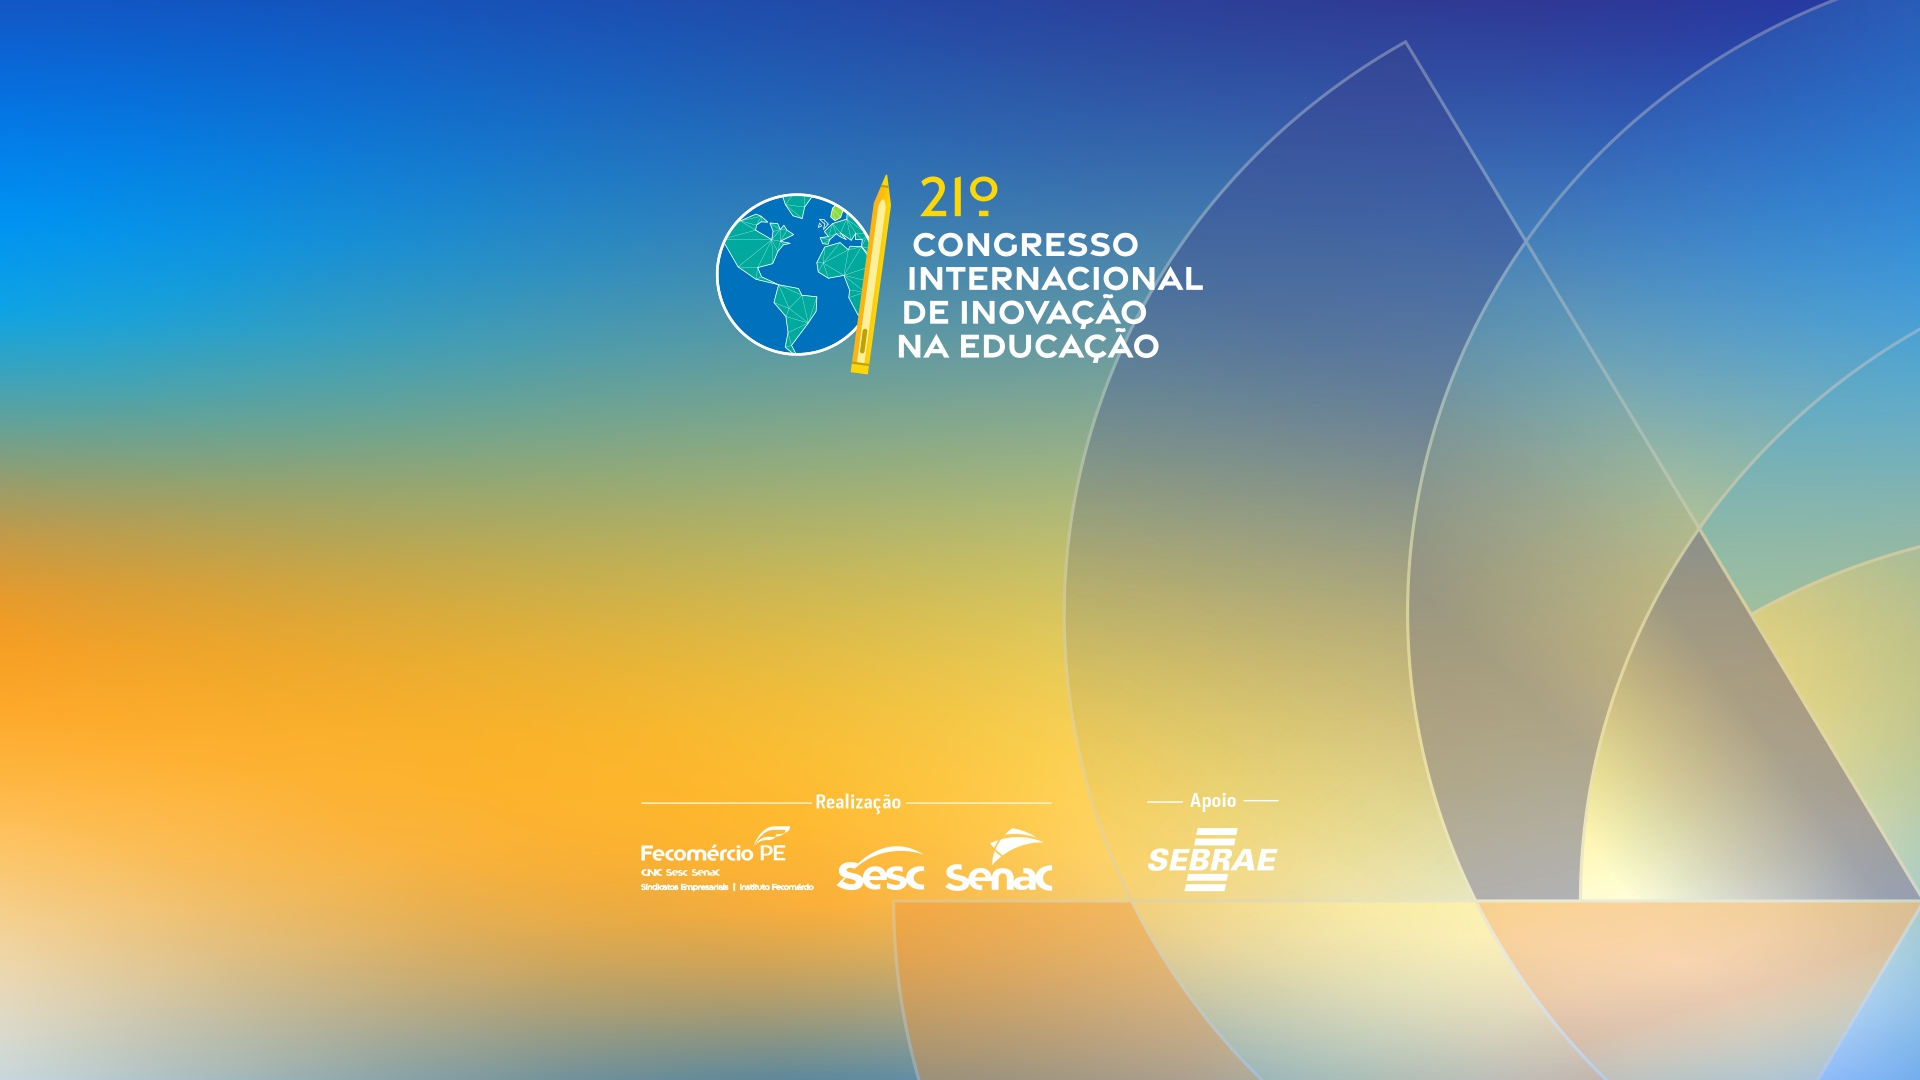 21º
CONGRESSO
INTERNACIONAL
DE INOVAÇÃO
NA EDUCAÇÃO
Realização
Fecomércio PE
CNC Sesc Senac
Sindicatos Empresariais | Instituto Fecomércio
Sesc
Senac
Apoio
SEBRAE